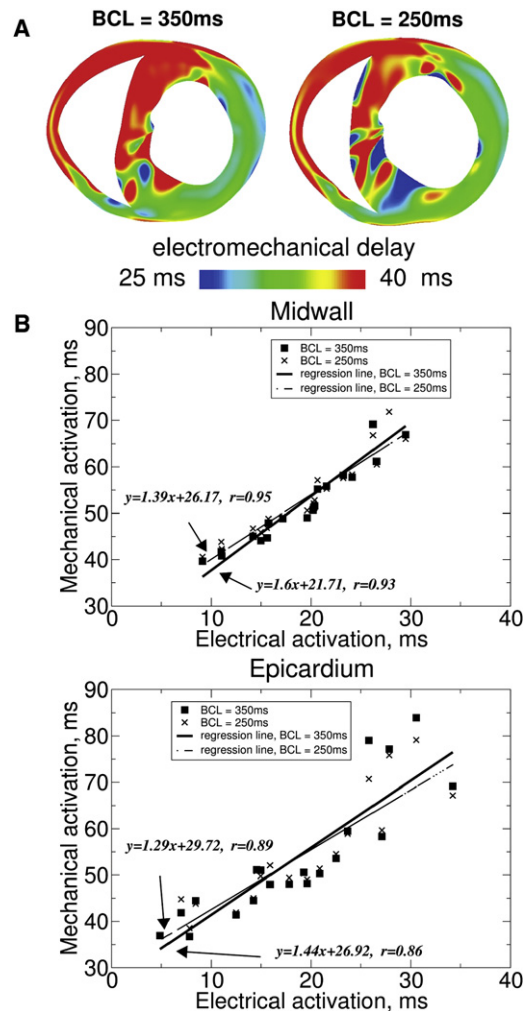 A
BCL = 350ms
BCL = 250ms
electromechanical delay
25 ms
40 ms
B
Midwall
Mechanical activation, ms
90
80
70
60
50
40
30
BCL = 350ms
BCL = 250ms
regression line, BCL = 350ms
regression line, BCL = 250ms
y=1.39x+26.17, r=0.95
y=1.6x+21.71, r=0.93
0 10 20 30 40
Electrical activation, ms
Epicardium
Mechanical activation, ms
90
80
70
60
50
40
30
BCL = 350ms
BCL = 250ms
regression line, BCL = 350ms
regression line, BCL = 250ms
y=1.29x+29.72, r=0.89
y=1.44x+26.92, r=0.86
0 10 20 30 40
Electrical activation, ms